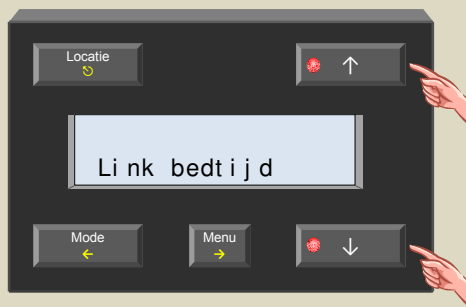 Locatie
↑
Link bedtijd
Mode
←
Menu
→
↓